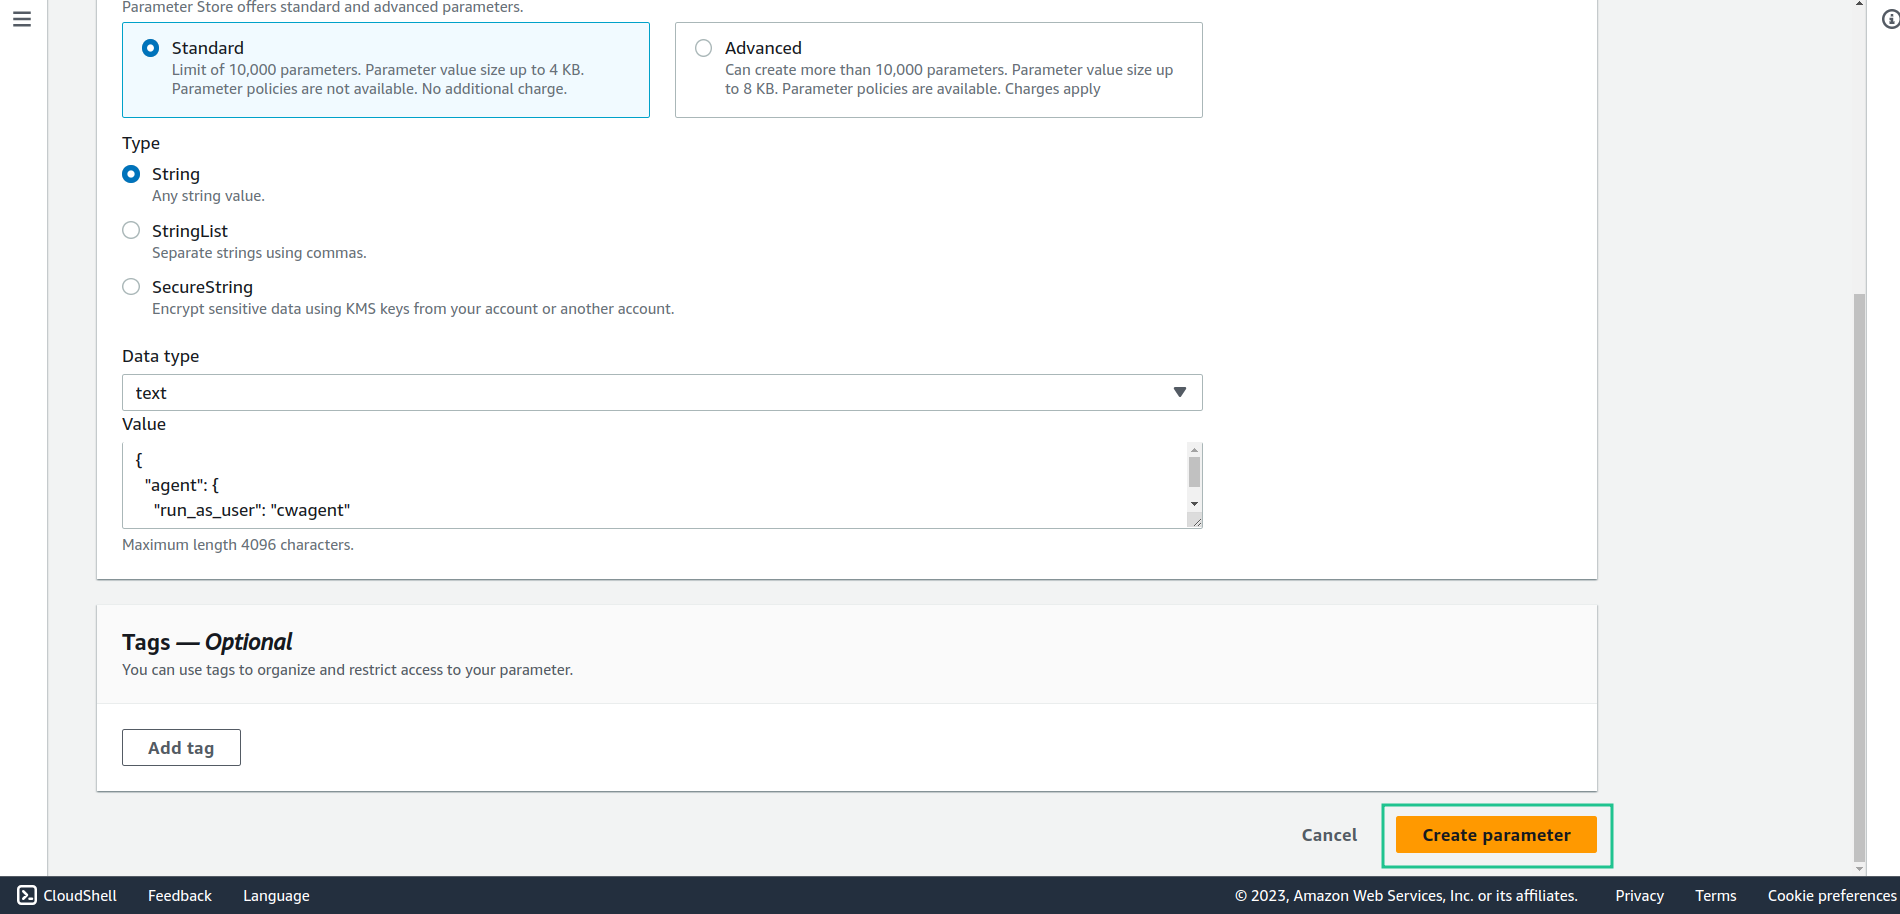 Parameter Store offers standard and advanced parameters.
Standard
Limit of 10,000 parameters. Parameter value size up to 4 KB.
Parameter policies are not available. No additional charge.
Advanced
Can create more than 10,000 parameters. Parameter value size up
to 8 KB. Parameter policies are available. Charges apply
Type
String
Any string value.
StringList
Separate strings using commas.
SecureString
Encrypt sensitive data using KMS keys from your account or another account.
Data type
text
Value
{
"agent": {
"run_as_user": "cwagent"
Maximum length 4096 characters.
Tags — Optional
You can use tags to organize and restrict access to your parameter.
Add tag
Cancel
Create parameter
CloudShell
Feedback
Language
© 2023, Amazon Web Services, Inc. or its affiliates.
Privacy
Terms
Cookie preferences